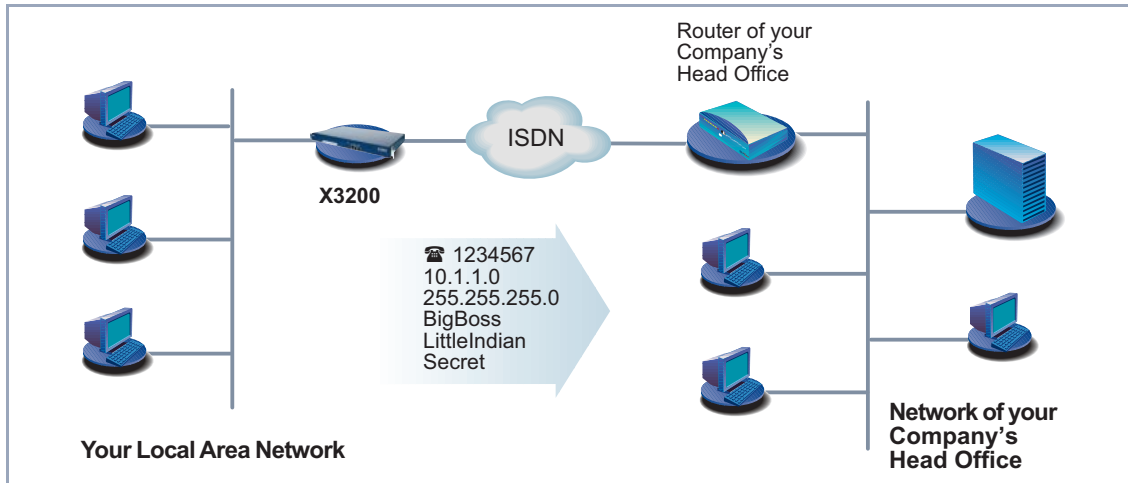 Router of your
Company's
Head Office
ISDN
X3200
☎ 1234567
10.1.1.0
255.255.255.0
BigBoss
LittleIndian
Secret
Your Local Area Network
Network of your
Company's
Head Office